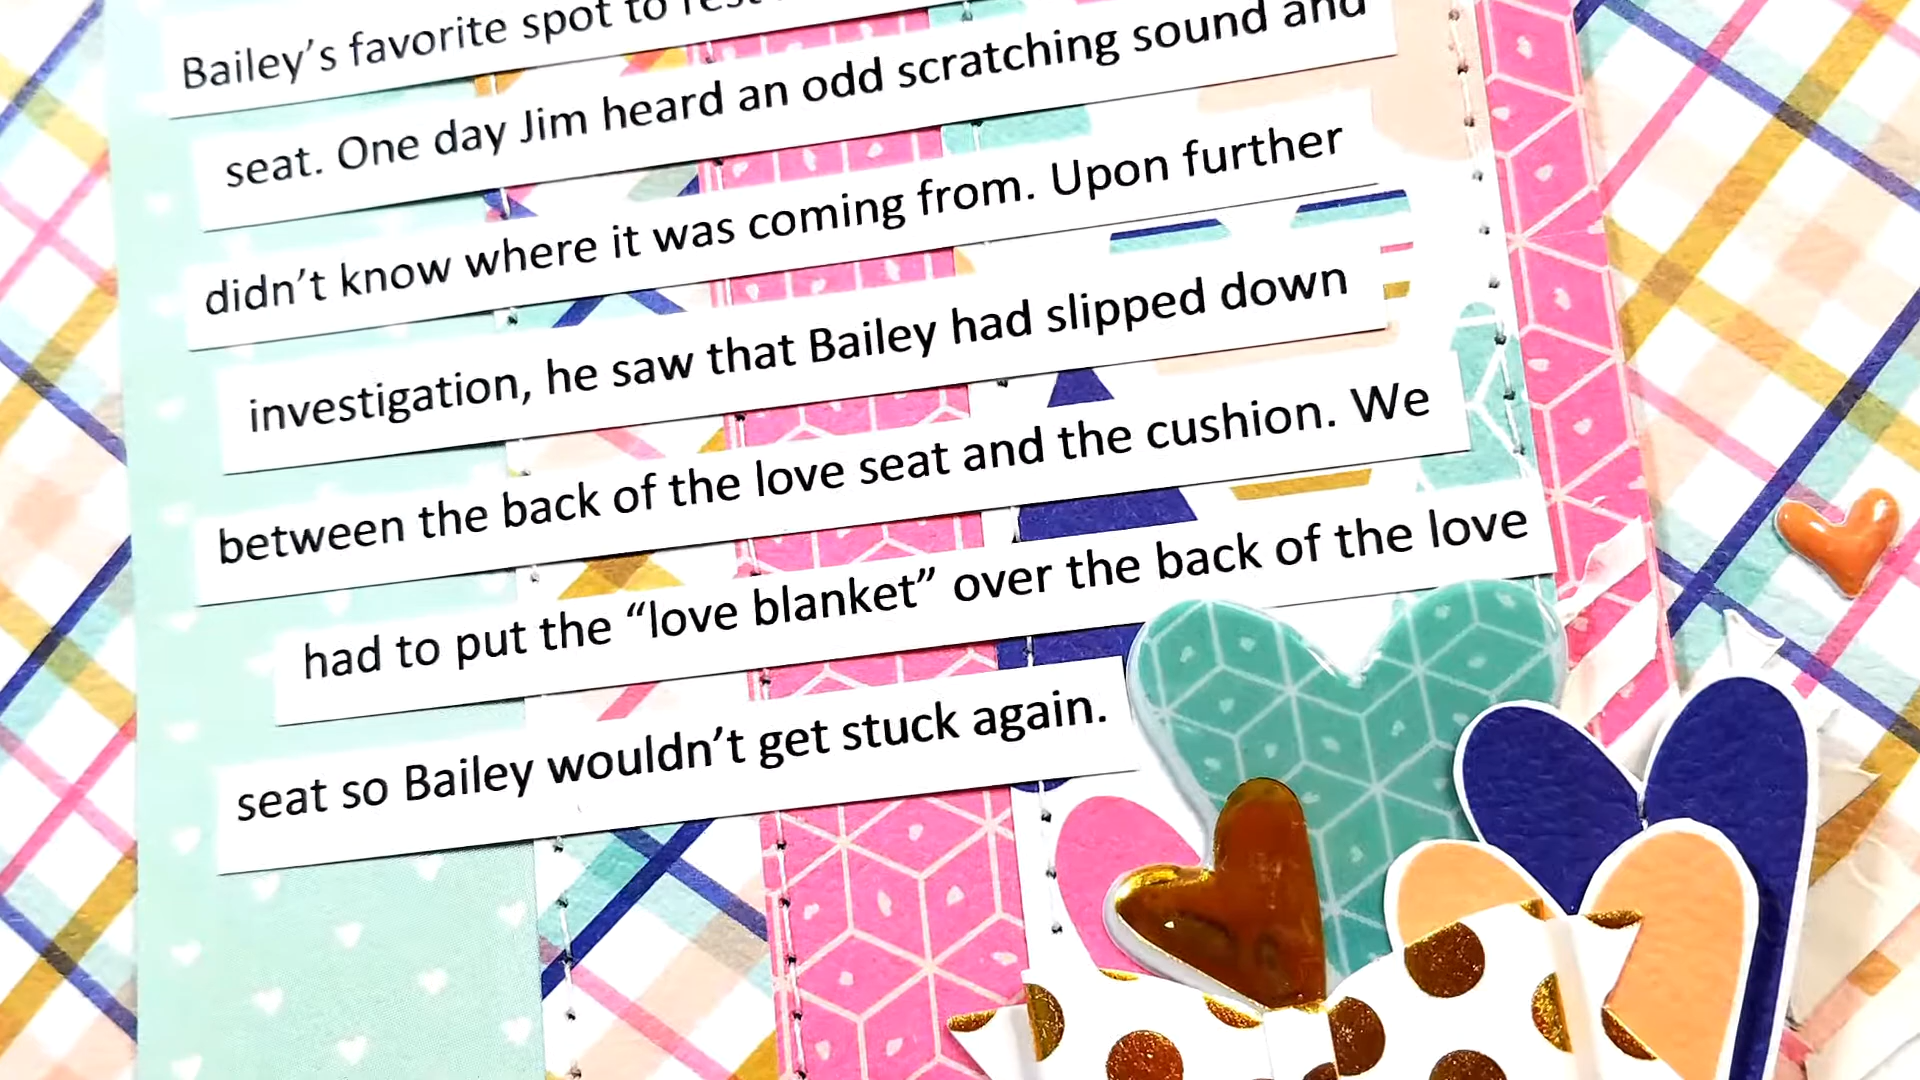 Bailey’s favorite spot to rest
seat. One day Jim heard an odd scratching sound and
didn’t know where it was coming from. Upon further
investigation, he saw that Bailey had slipped down
between the back of the love seat and the cushion. We
had to put the “love blanket” over the back of the love
seat so Bailey wouldn’t get stuck again.